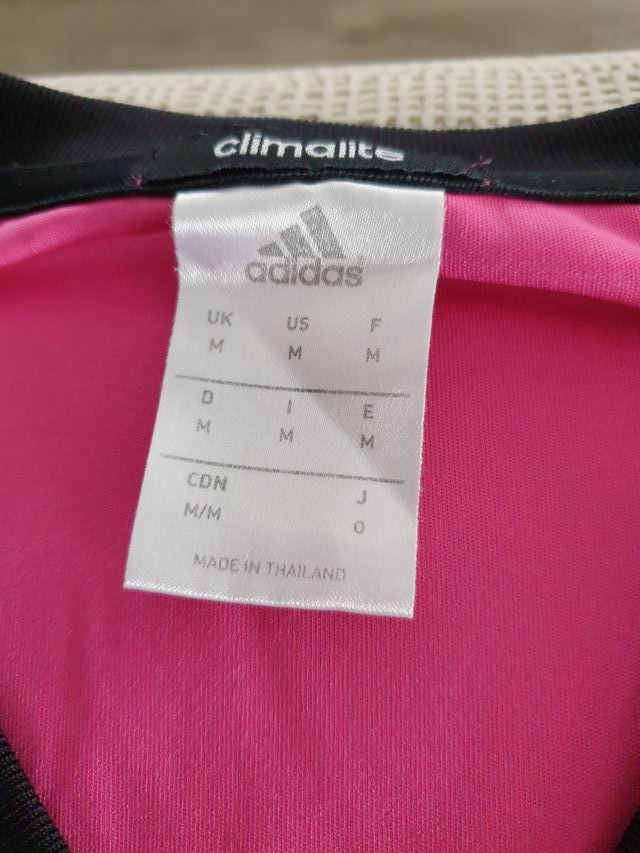 climalite
adidas
UK US F
M M M
D I E
M M M
CDN J
M/M O
MADE IN THAILAND